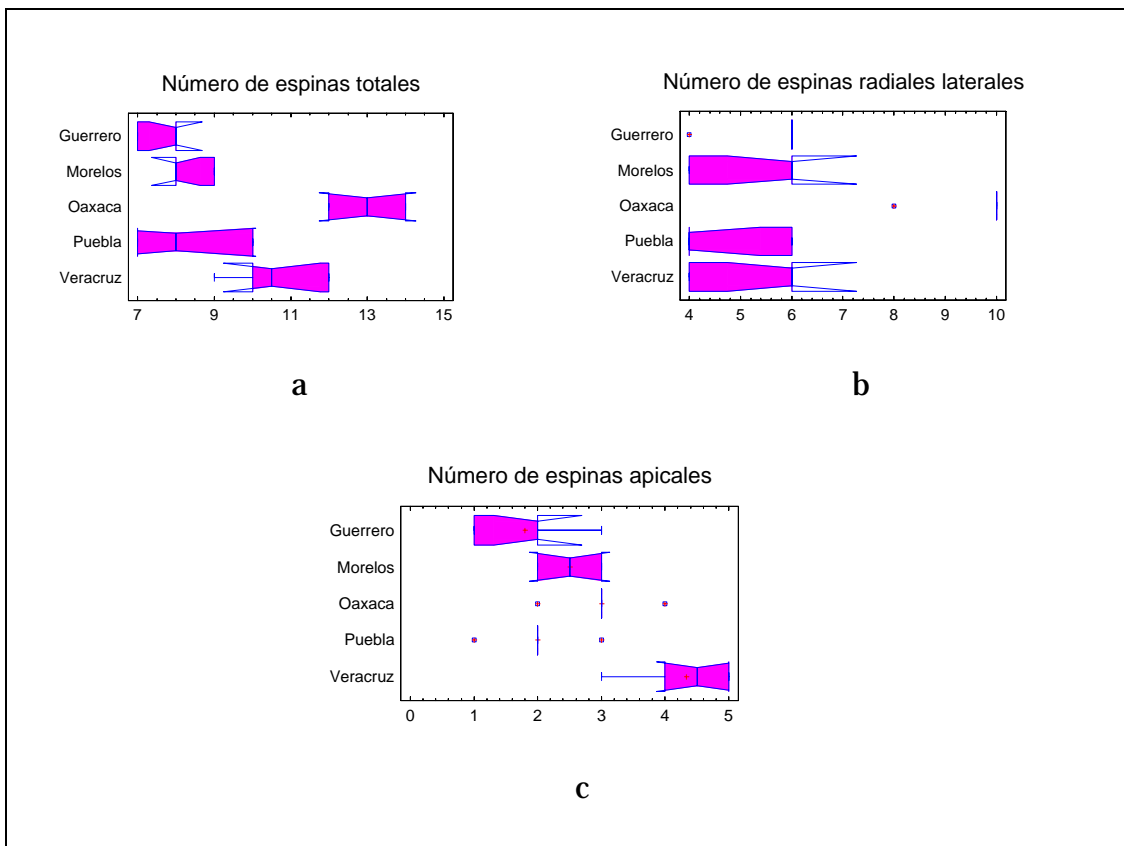 Número de espinas totales
Guerrero
Morelos
Oaxaca
Puebla
Veracruz
7 9 11 13 15
a
Número de espinas radiales laterales
Guerrero
Morelos
Oaxaca
Puebla
Veracruz
4 5 6 7 8 9 10
b
Número de espinas apicales
Guerrero
Morelos
Oaxaca
Puebla
Veracruz
0 1 2 3 4 5
c